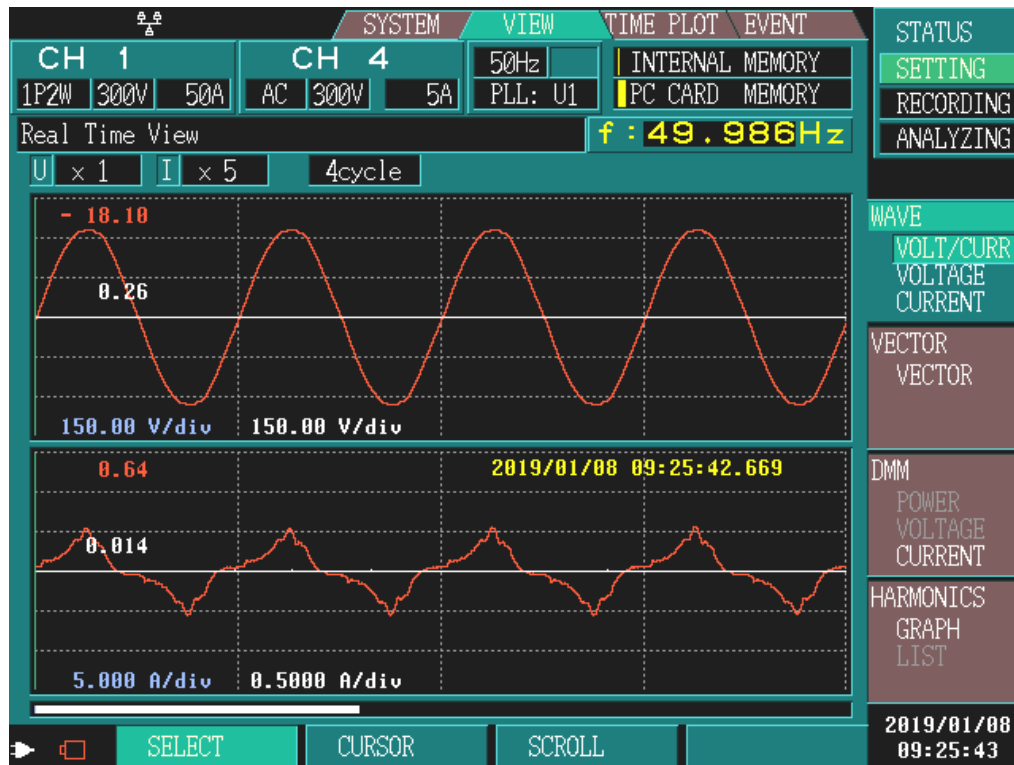 SYSTEM VIEW TIME PLOT EVENT
CH 1 CH 4 50Hz INTERNAL MEMORY
1P2W 300V 50A AC 300V 5A PLL: U1 PC CARD MEMORY
Real Time View f:49.986Hz
U × 1 I × 5 4cycle
- 18.10
0.26
150.00 V/div 150.00 V/div
0.64 2019/01/08 09:25:42.669
0.014
5.000 A/div 0.5000 A/div
SELECT CURSOR SCROLL
STATUS
SETTING
RECORDING
ANALYZING
WAVE
VOLT/CURR
VOLTAGE
CURRENT
VECTOR
VECTOR
DMM
POWER
VOLTAGE
CURRENT
HARMONICS
GRAPH
LIST
2019/01/08
09:25:43